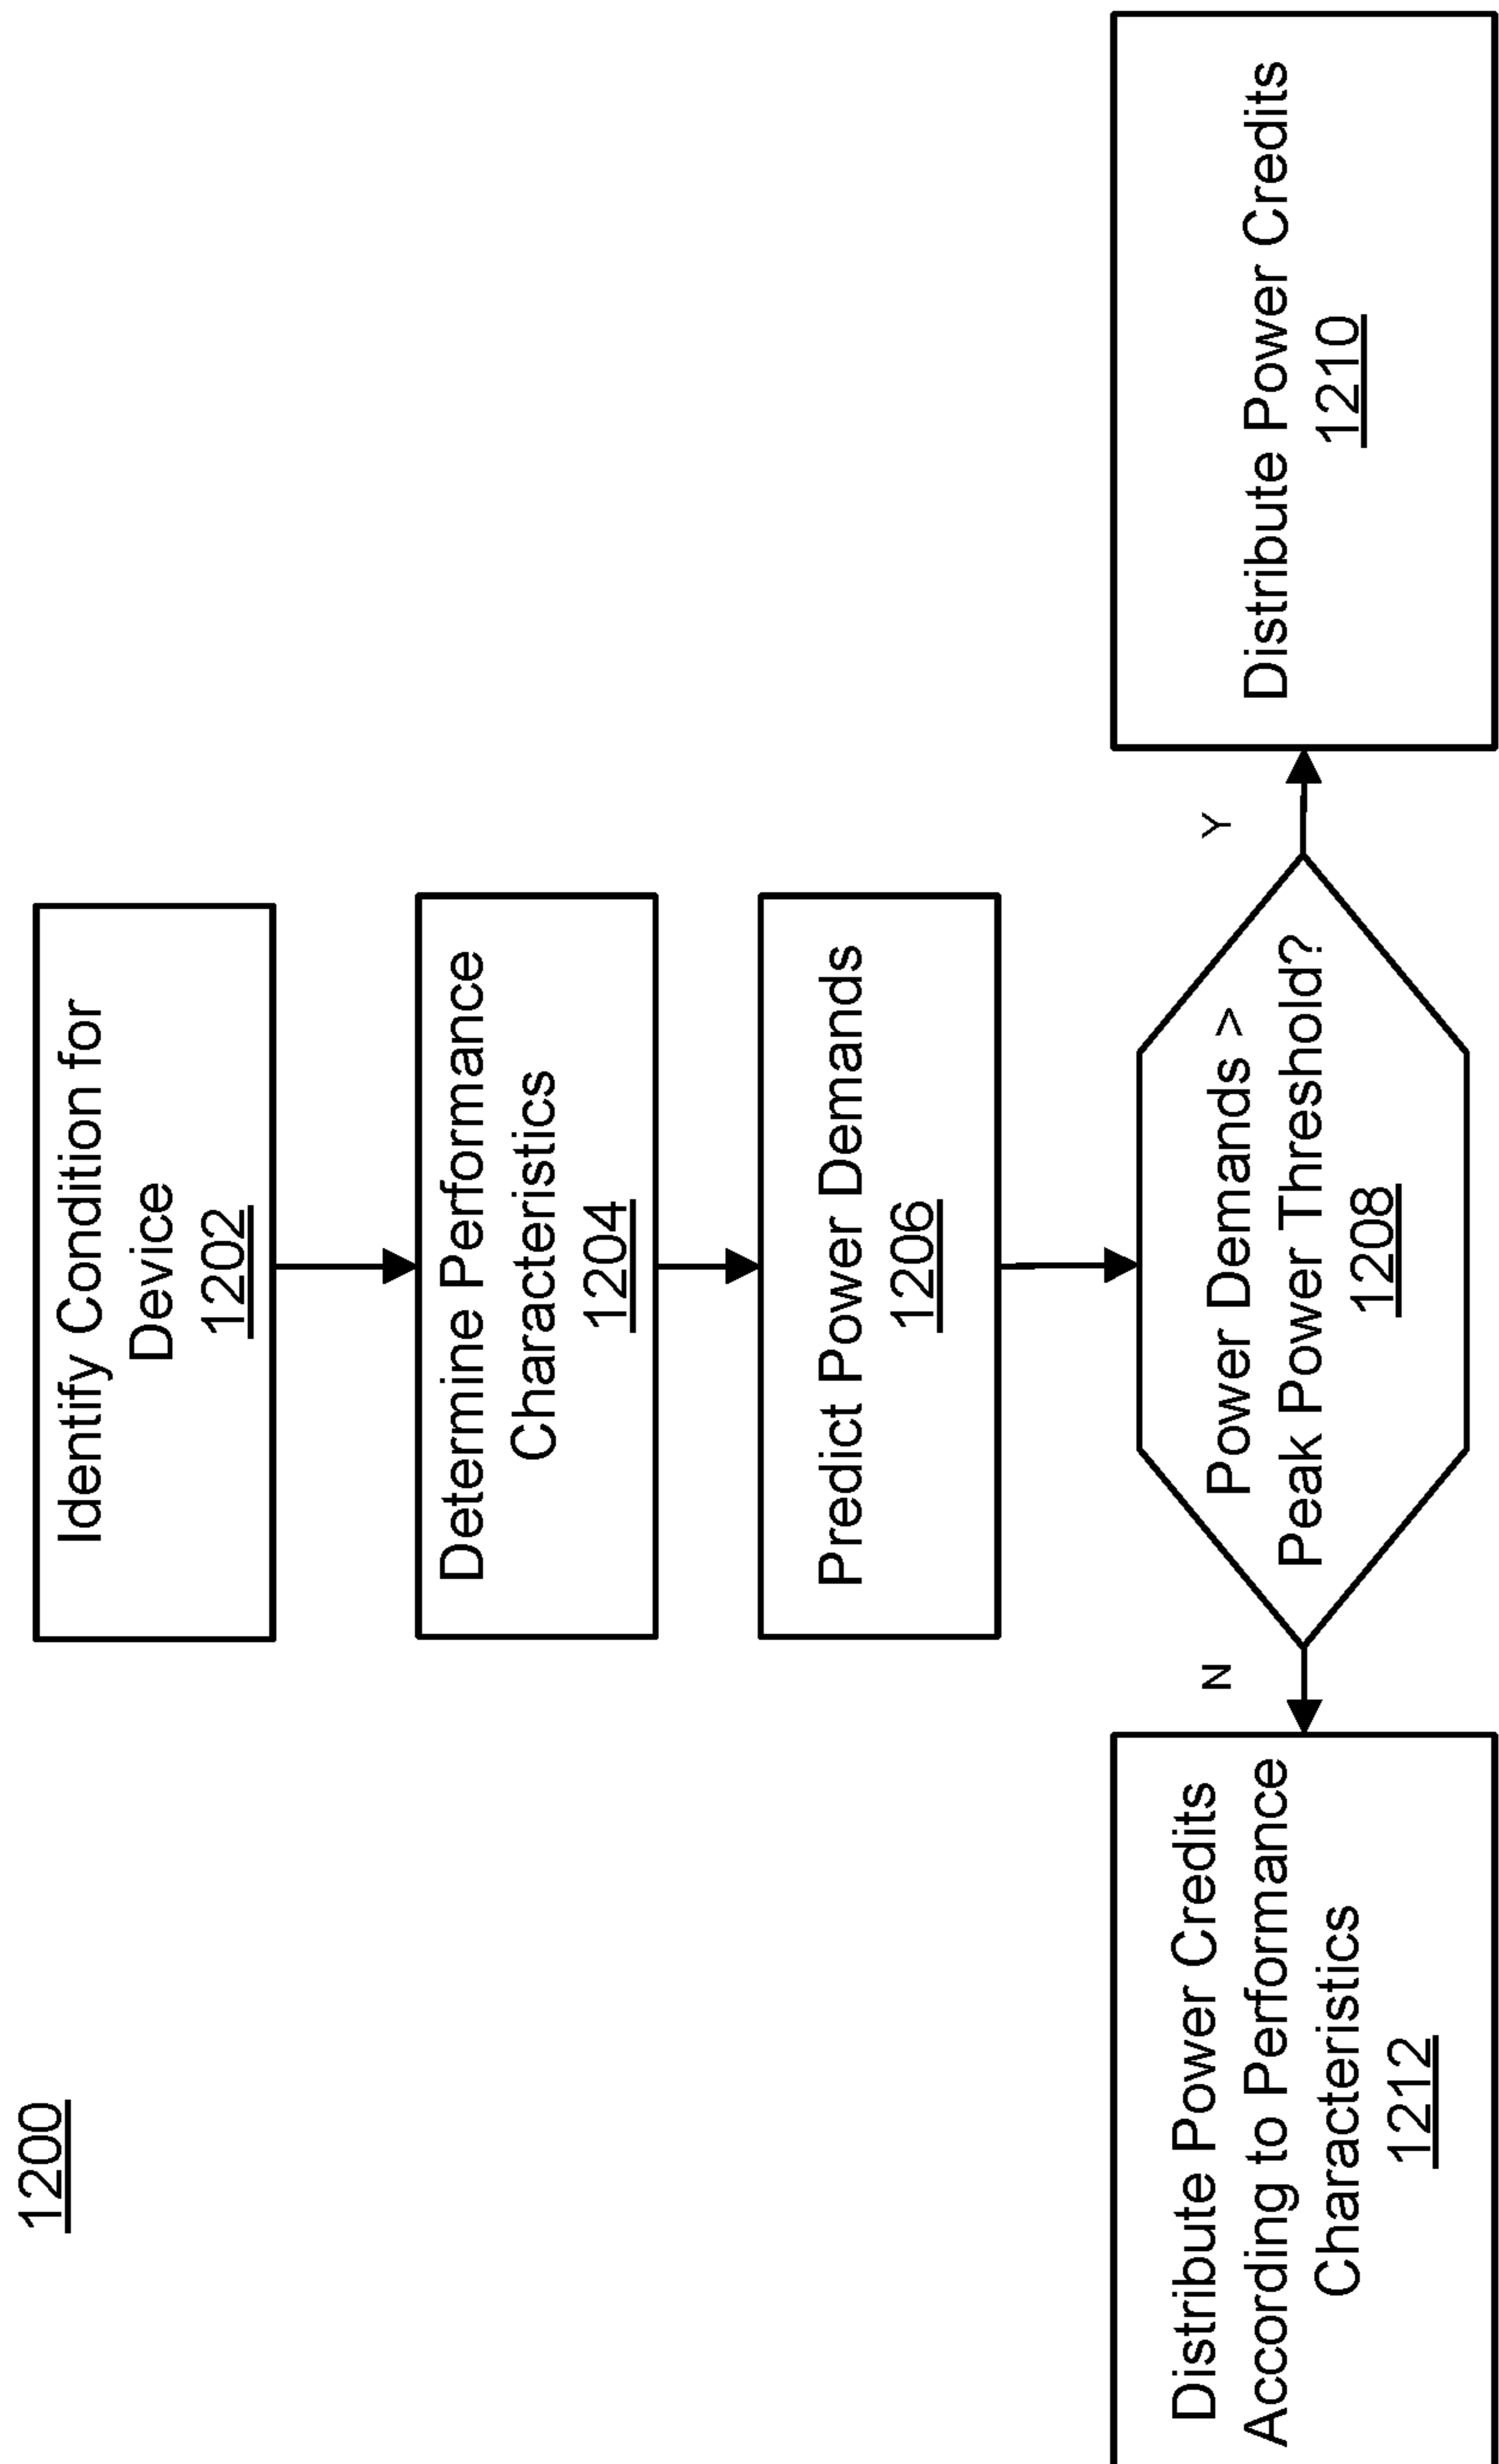 1200
Identify Condition for
Device
1202
Determine Performance
Characteristics
1204
Predict Power Demands
1206
Power Demands >
Peak Power Threshold?
1208
N
Y
Distribute Power Credits
According to Performance
Characteristics
1212
Distribute Power Credits
1210